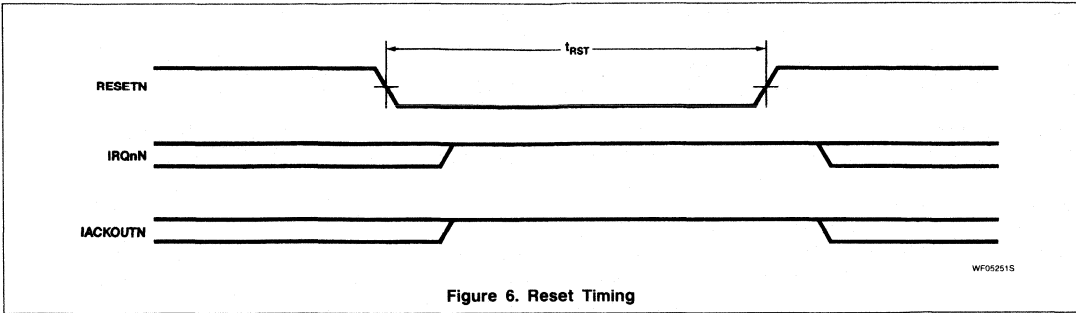 tRST
RESETN
IRQnN
IACKOUTN
WF05251S
Figure 6. Reset Timing